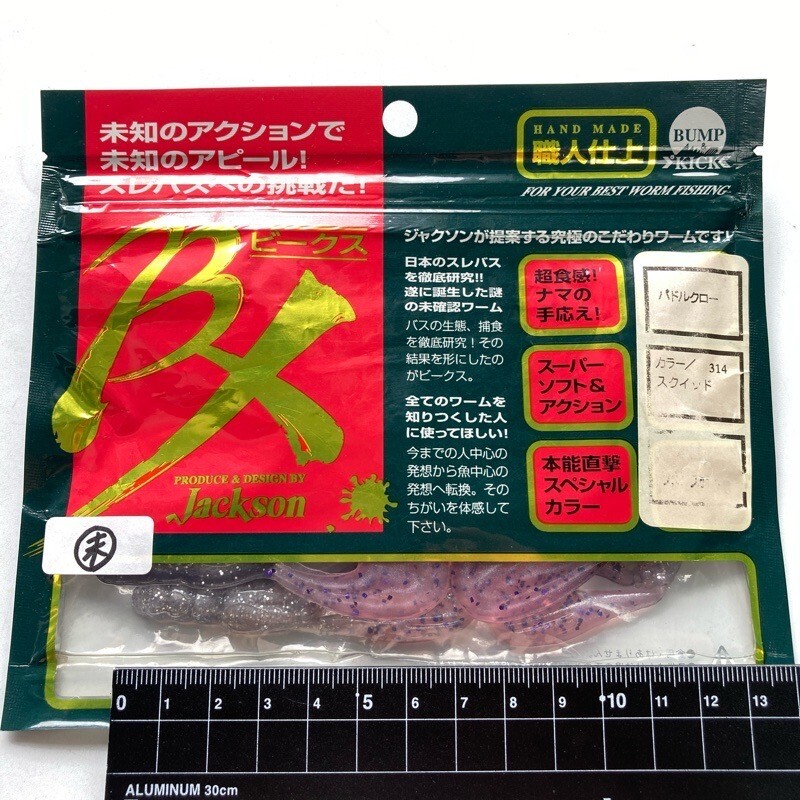 未知のアクションで
未知のアピール!
スレバスへの挑戦だ!
HAND MADE
職人仕上
BUMP
KICK
FOR YOUR BEST WORM FISHING
ビークス
BX
PRODUCE & DESIGN BY
Jackson
ジャクソンが提案する究極のこだわりワームです!
日本のスレバス
を徹底研究!!
遂に誕生した謎
の未確認ワーム
バスの生態、捕食
を徹底研究!その
結果を形にしたの
がビークス。
全てのワームを
知りつくした人
に使ってほしい!
今までの人中心の
発想から魚中心の
発想へ転換。その
ちがいを体感して
下さい。
超食感!
ナマの
手応え!
スーパー
ソフト&
アクション
本能直撃
スペシャル
カラー
パドルクロー
カラー/ 314
スクイッド
未
0 1 2 3 4 5 6 7 8 9 10 11 12 13
ALUMINUM 30cm